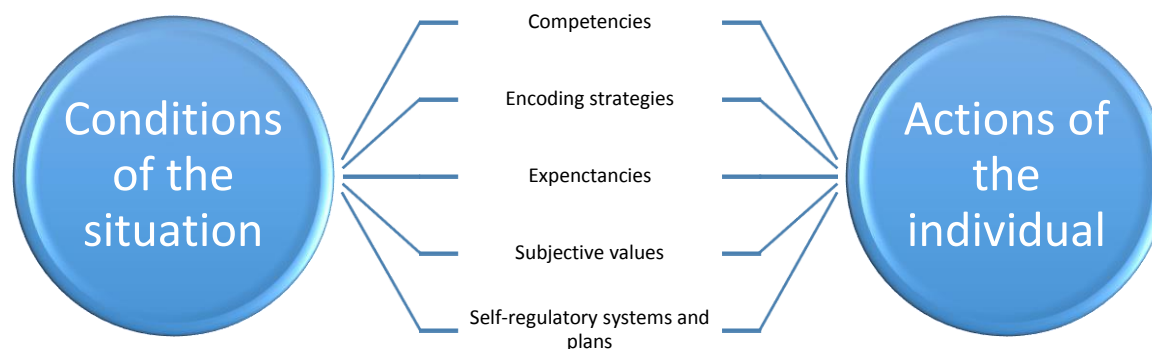 Conditions
of the
situation
Competencies
Encoding strategies
Expenctancies
Subjective values
Self-regulatory systems and
plans
Actions of
the
individual